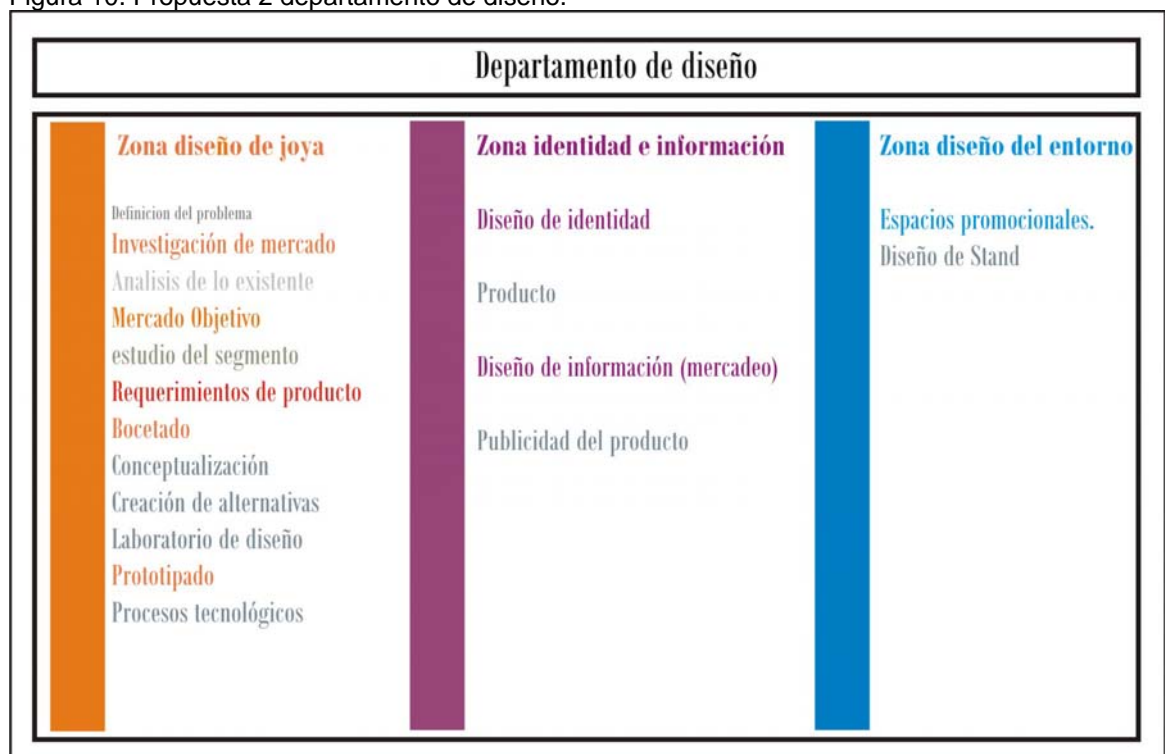 Figura 10. Propuesta 2 departamento de diseño.
Departamento de diseño
Zona diseño de joya
Definicion del problema
Investigación de mercado
Analisis de lo existente
Mercado Objetivo
estudio del segmento
Requerimientos de producto
Bocetado
Conceptualización
Creación de alternativas
Laboratorio de diseño
Prototipado
Procesos tecnológicos
Zona identidad e información
Diseño de identidad
Producto
Diseño de información (mercadeo)
Publicidad del producto
Zona diseño del entorno
Espacios promocionales.
Diseño de Stand